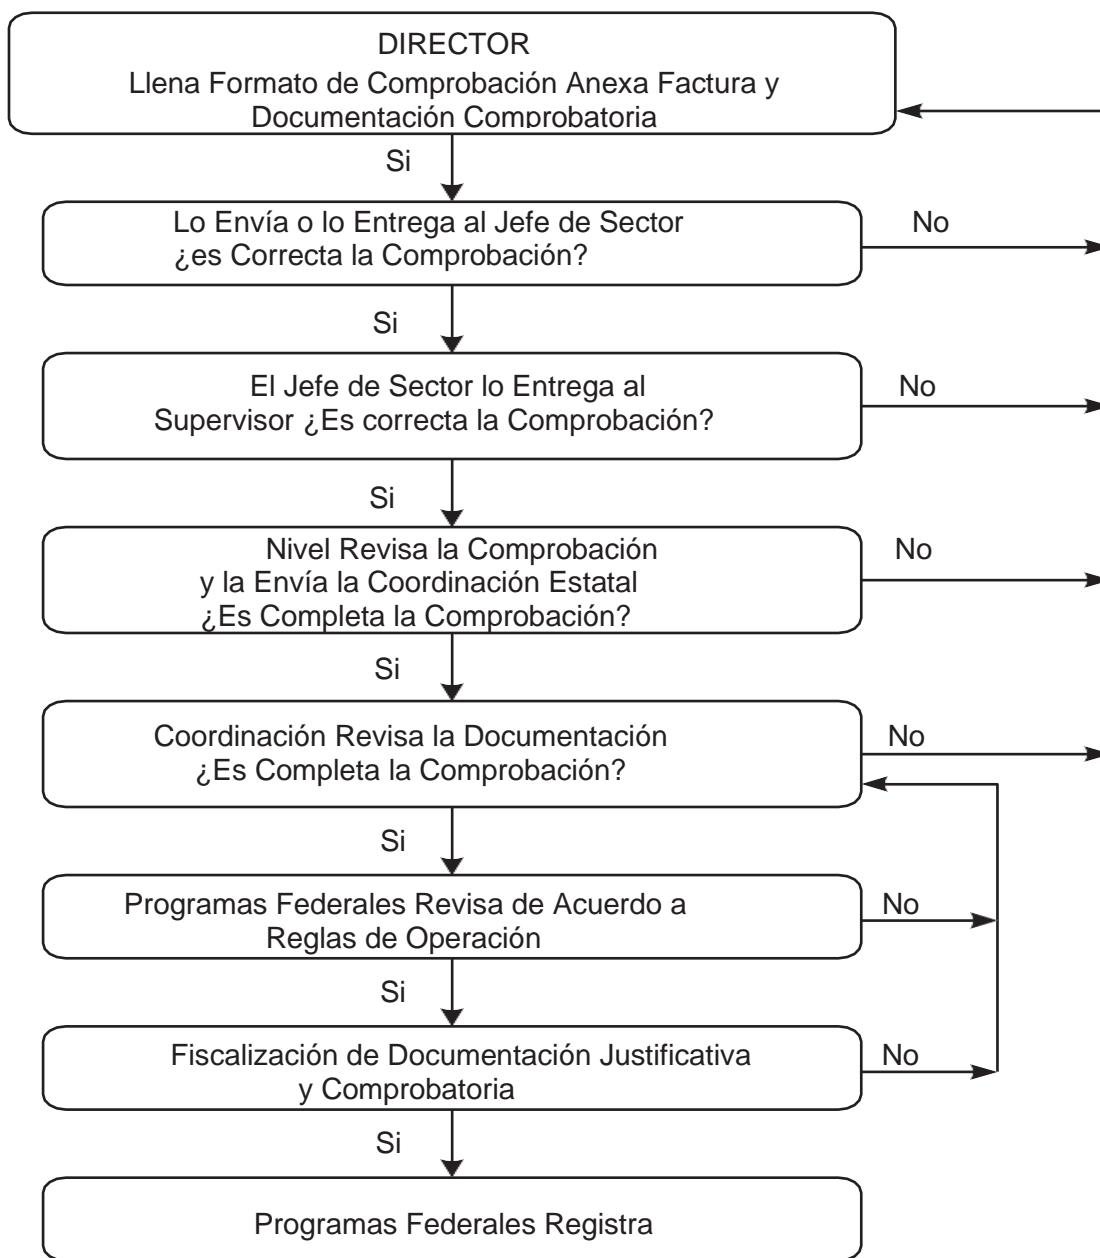 DIRECTOR
Llena Formato de Comprobación Anexa Factura y
Documentación Comprobatoria
Si
Lo Envía o lo Entrega al Jefe de Sector
¿es Correcta la Comprobación?
No
Si
El Jefe de Sector lo Entrega al
Supervisor ¿Es correcta la Comprobación?
No
Si
Nivel Revisa la Comprobación
y la Envía la Coordinación Estatal
¿Es Completa la Comprobación?
No
Si
Coordinación Revisa la Documentación
¿Es Completa la Comprobación?
No
Si
Programas Federales Revisa de Acuerdo a
Reglas de Operación
No
Si
Fiscalización de Documentación Justificativa
y Comprobatoria
No
Si
Programas Federales Registra